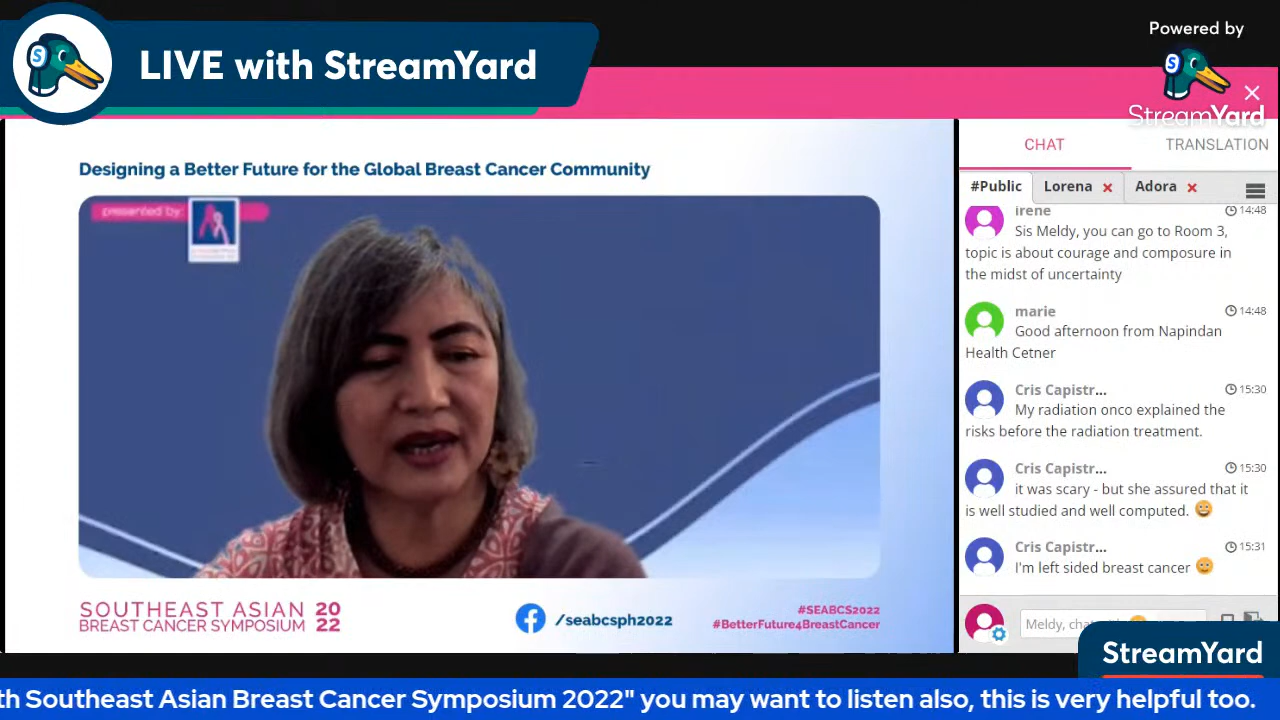 LIVE with StreamYard
Powered by
StreamYard
Designing a Better Future for the Global Breast Cancer Community
presented by:
CHAT
TRANSLATION
#Public
Lorena
Adora
irene
14:48
Sis Meldy, you can go to Room 3,
topic is about courage and composure in
the midst of uncertainty
marie
14:48
Good afternoon from Napindan
Health Cetner
Cris Capistr...
15:30
My radiation onco explained the
risks before the radiation treatment.
Cris Capistr...
15:30
it was scary - but she assured that it
is well studied and well computed. 😀
Cris Capistr...
15:31
I'm left sided breast cancer 🙂
SOUTHEAST ASIAN
BREAST CANCER SYMPOSIUM
20
22
/seabcsph2022
#SEABCS2022
#BetterFuture4BreastCancer
Meldy,
StreamYard
th Southeast Asian Breast Cancer Symposium 2022" you may want to listen also, this is very helpful too.